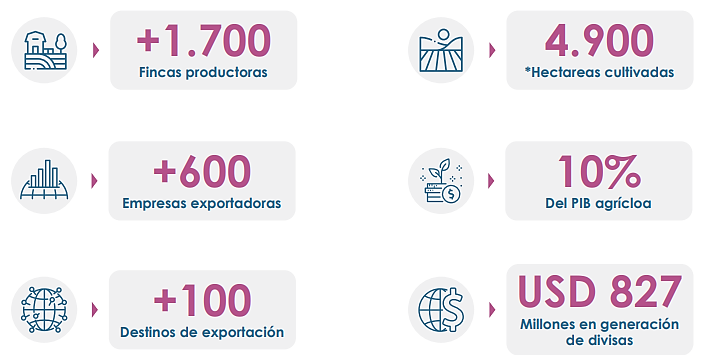 +1.700
Fincas productoras
4.900
*Hectareas cultivadas
+600
Empresas exportadoras
10%
Del PIB agrícloa
+100
Destinos de exportación
USD 827
Millones en generación
de divisas